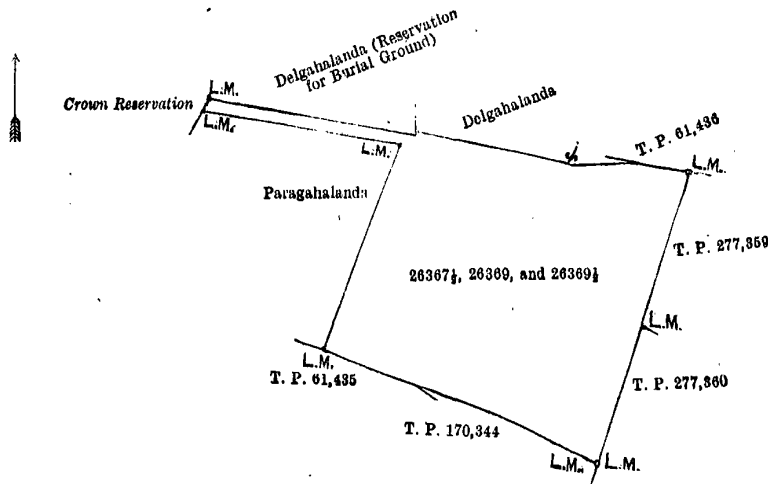 Delgahalanda (Reservation
for Burial Ground)
L.M.
Crown Reservation
L.M.
Delgahalanda
L.M.
T. P. 61,436
L.M.
Paragahalanda
T. P. 277,359
26367½, 26369, and 26369½
L.M.
L.M.
T. P. 61,435
T. P. 277,360
T. P. 170,344
L.M. L.M.